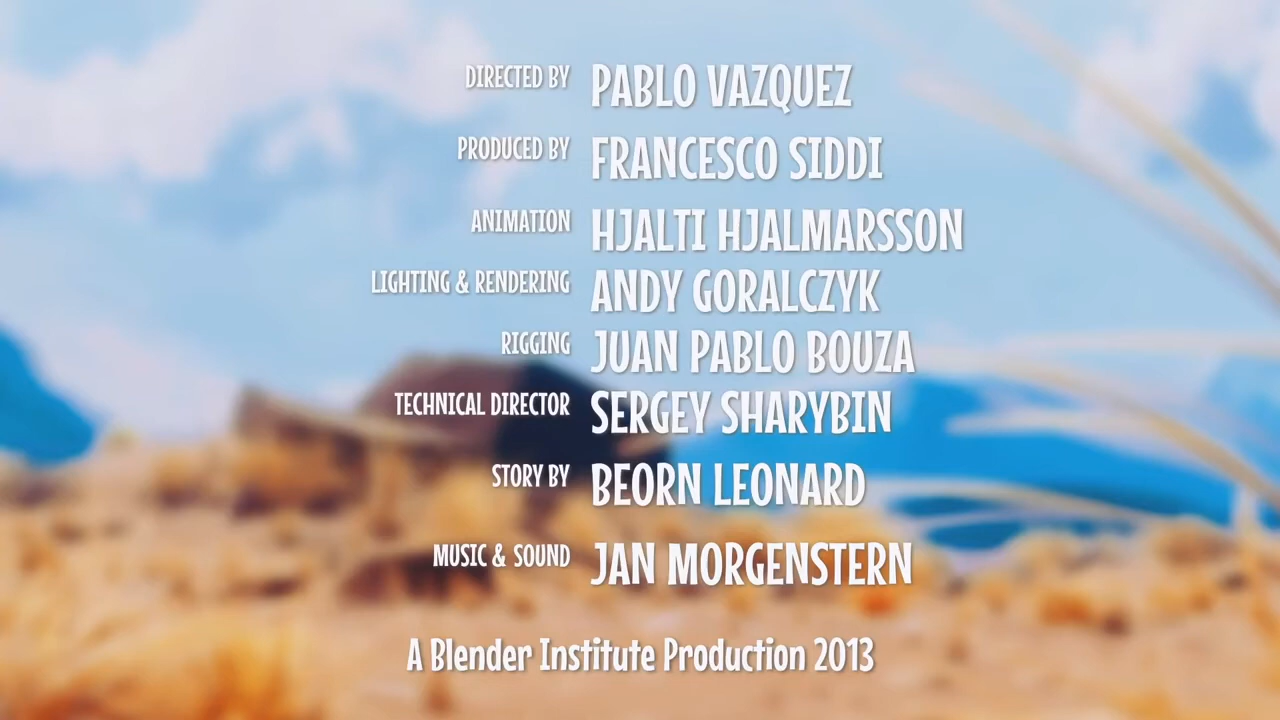 DIRECTED BY PABLO VAZQUEZ
PRODUCED BY FRANCESCO SIDDI
ANIMATION HJALTI HJALMARSSON
LIGHTING & RENDERING ANDY GORALCZYK
RIGGING JUAN PABLO BOUZA
TECHNICAL DIRECTOR SERGEY SHARYBIN
STORY BY BEORN LEONARD
MUSIC & SOUND JAN MORGENSTERN
A Blender Institute Production 2013